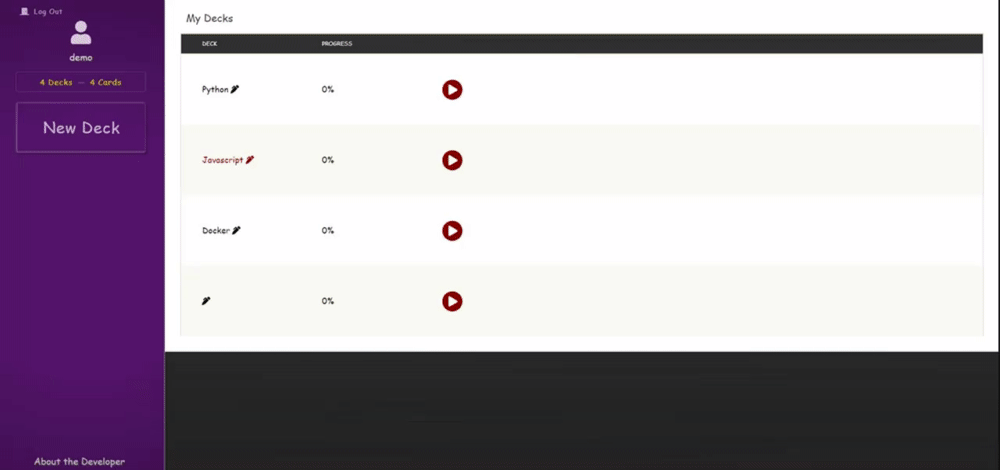 Log Out
demo
4 Decks — 4 Cards
New Deck
About the Developer
My Decks
DECK PROGRESS
Python 0%
Javascript 0%
Docker 0%
0%